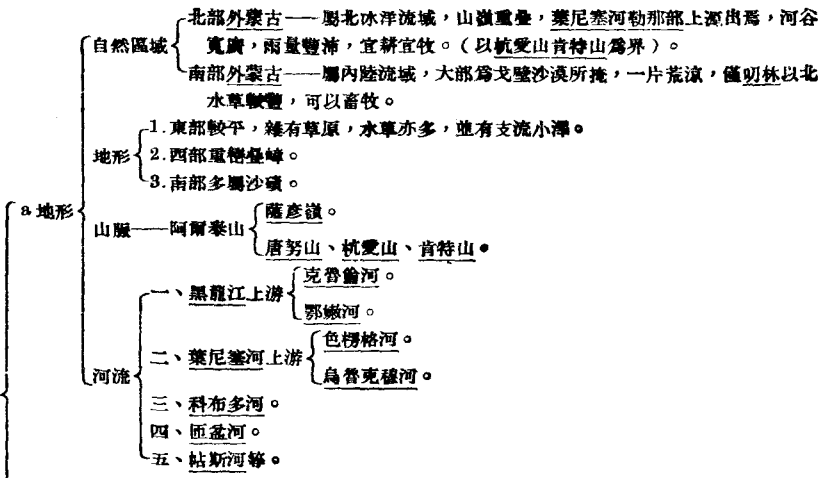 a 地形
自然區域
北部外蒙古——屬北冰洋流域，山嶺重疊，葉尼塞河勒那部上源出焉，河谷
寬廣，雨量豐沛，宜耕宜牧。（以杭愛山肯特山爲界）。
南部外蒙古——屬內陸流域，大部爲戈壁沙漠所掩，一片荒涼，僅叨林以北
水草較豐，可以畜牧。
地形
1.東部較平，雜有草原，水草亦多，並有支流小澤。
2.西部重巒叠嶂。
3.南部多屬沙磧。
山脈——阿爾泰山
薩彥嶺。
唐努山、杭愛山、肯特山。
河流
一、黑龍江上游
克魯倫河。
鄂嫩河。
二、葉尼塞河上游
色楞格河。
烏魯克穆河。
三、科布多河。
四、匝盆河。
五、帖斯河等。